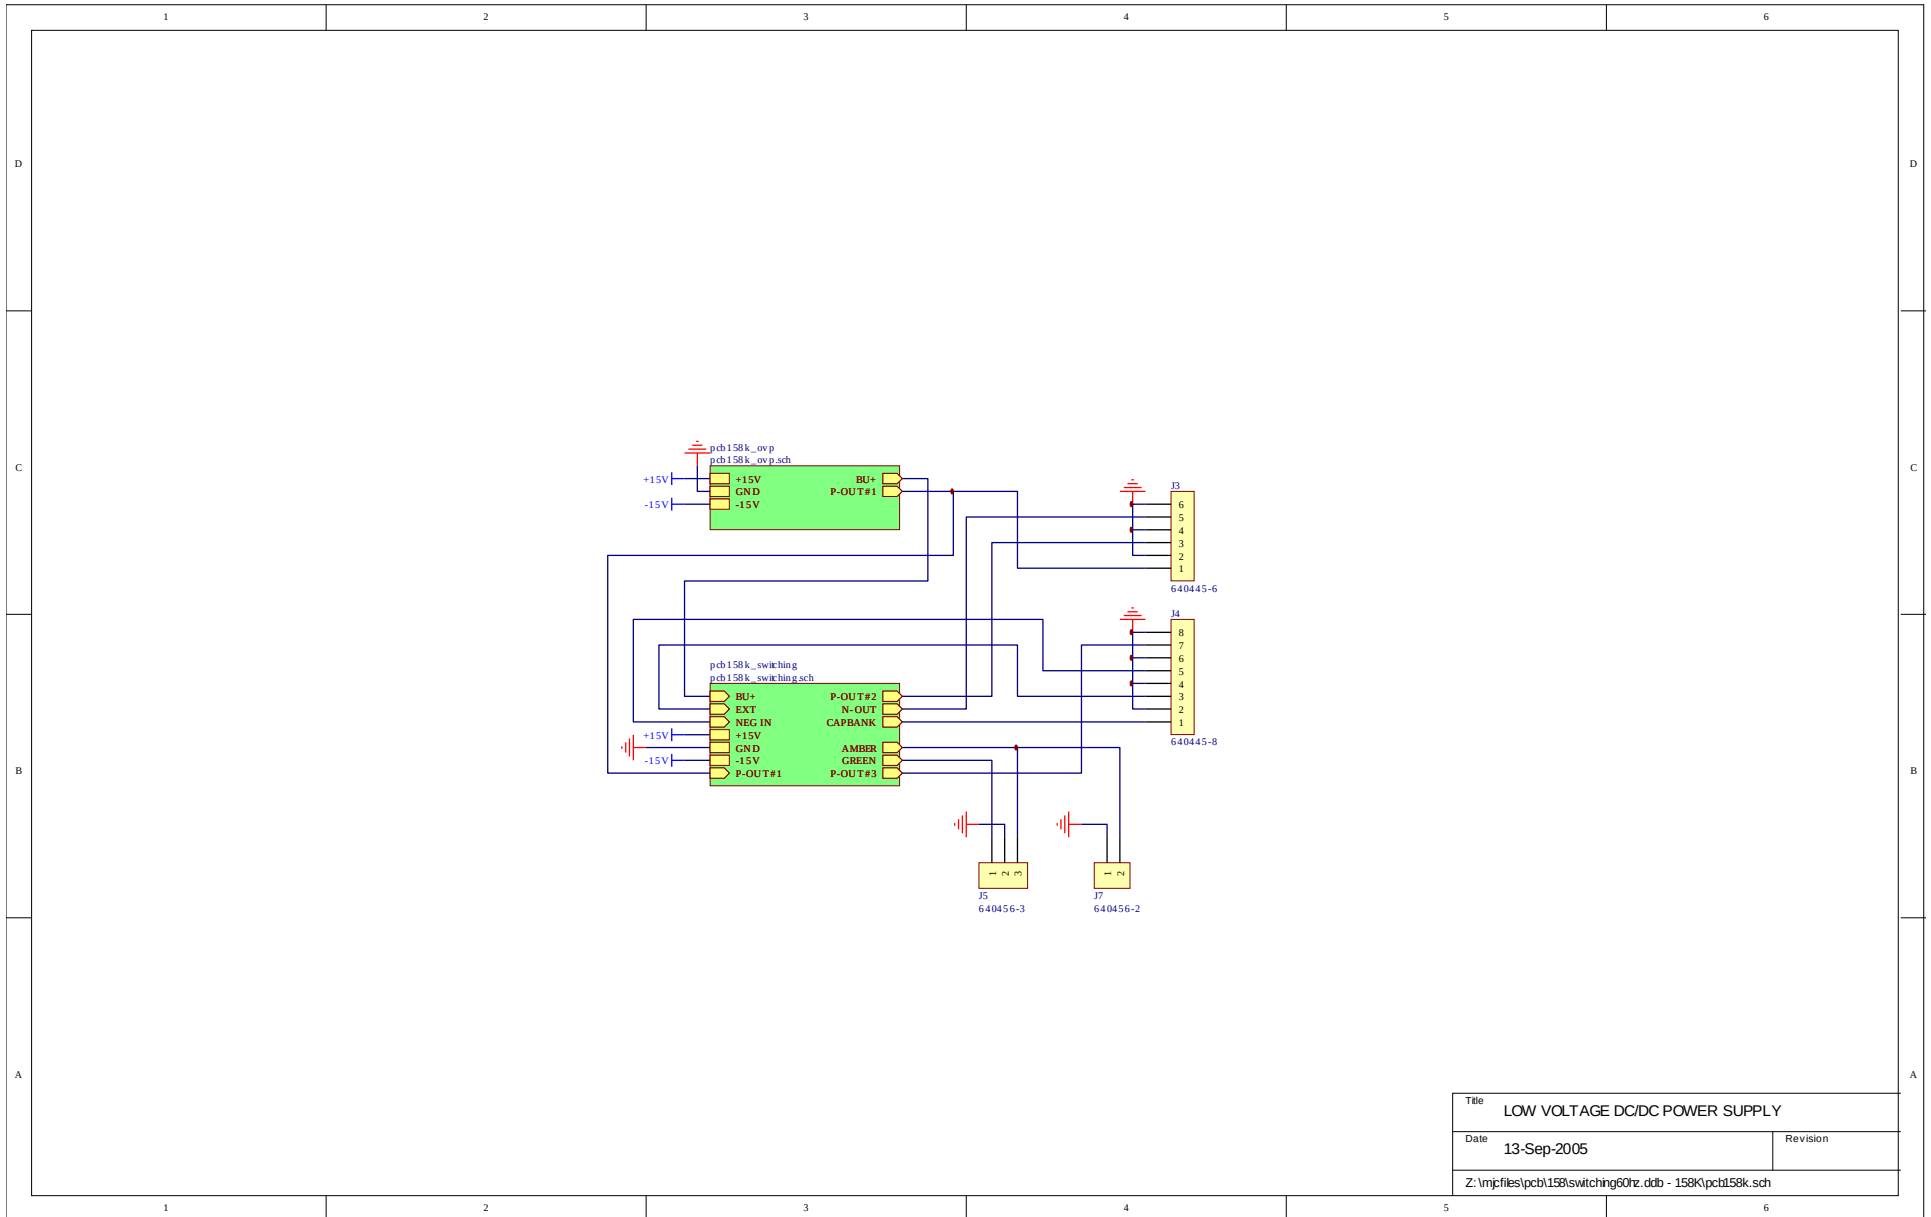 1 2 3 4 5 6
D D
C C
B B
A A
pcb158k_ovp
pcb158k_ovp.sch
+15V
-15V
+15V
GND
-15V
BU+
P-OUT#1
J3
6
5
4
3
2
1
640445-6
J4
8
7
6
5
4
3
2
1
640445-8
pcb158k_switching
pcb158k_switching.sch
+15V
-15V
BU+
EXT
NEG IN
+15V
GND
-15V
P-OUT#1
P-OUT#2
N-OUT
CAPBANK
AMBER
GREEN
P-OUT#3
1 2 3
J5
640456-3
1 2
J7
640456-2
Title
LOW VOLTAGE DC/DC POWER SUPPLY
Date
13-Sep-2005
Revision
Z:\mjcfiles\pcb\158\switching60hz.ddb - 158K\pcb158k.sch
1 2 3 4 5 6